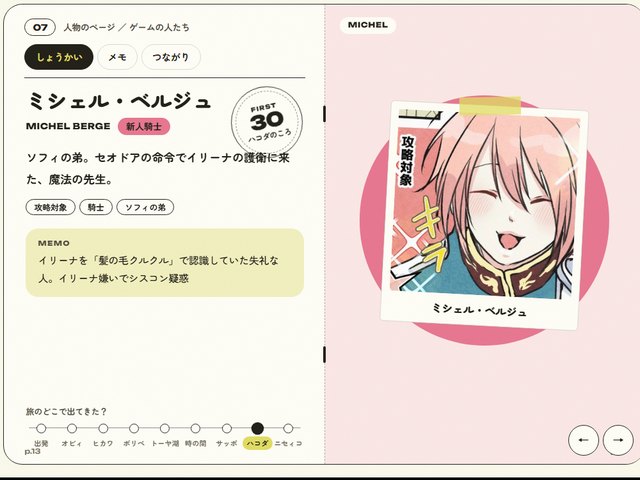 07 人物のページ ／ ゲームの人たち
しょうかい メモ つながり
ミシェル・ベルジュ
MICHEL BERGE 新人騎士
FIRST
30
ハコダのころ
ソフィの弟。セオドアの命令でイリーナの護衛に来
た、魔法の先生。
攻略対象 騎士 ソフィの弟
MEMO
イリーナを「髪の毛クルクル」で認識していた失礼な
人。イリーナ嫌いでシスコン疑惑
旅のどこで出てきた？
出発 オビィ ヒカワ ポリベ トーヤ湖 時の間 サッポ ハコダ ニセィコ
p.13
MICHEL
攻略対象
キラ
ミシェル・ベルジュ
← →